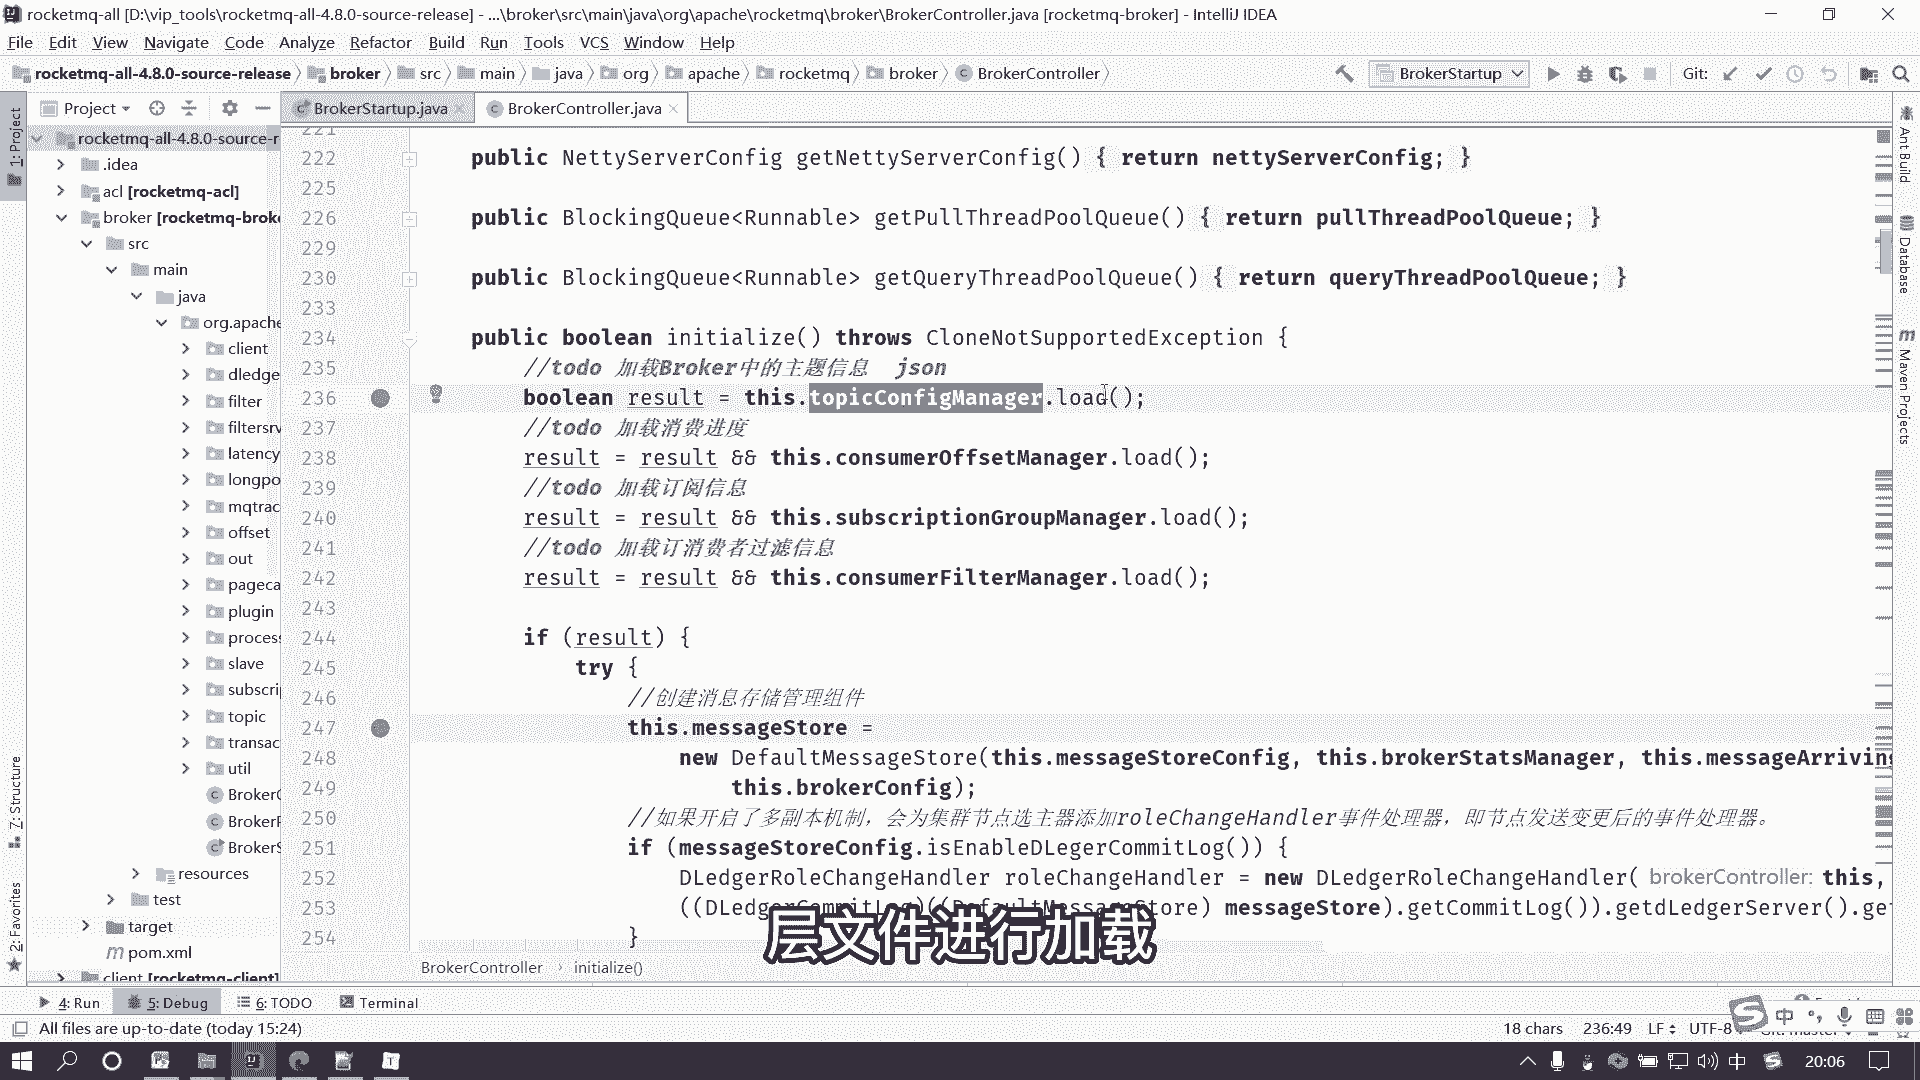 rocketmq-all [D:\vip_tools\rocketmq-all-4.8.0-source-release] - ...\broker\src\main\java\org\apache\rocketmq\broker\BrokerController.java [rocketmq-broker] - IntelliJ IDEA
File Edit View Navigate Code Analyze Refactor Build Run Tools VCS Window Help
rocketmq-all-4.8.0-source-release broker src main java org apache rocketmq broker BrokerController BrokerStartup Git:
Project BrokerStartup.java BrokerController.java
1: Project
7: Structure
2: Favorites
rocketmq-all-4.8.0-source-r
.idea
acl [rocketmq-acl]
broker [rocketmq-broke
src
main
java
org.apache
client
dledge
filter
filtersrv
latency
longpo
mqtrac
offset
out
pageca
plugin
process
slave
subscri
topic
transac
util
BrokerC
BrokerP
BrokerS
resources
test
target
pom.xml
client [rocketmq-client]
221
222 public NettyServerConfig getNettyServerConfig() { return nettyServerConfig; }
225
226 public BlockingQueue<Runnable> getPullThreadPoolQueue() { return pullThreadPoolQueue; }
229
230 public BlockingQueue<Runnable> getQueryThreadPoolQueue() { return queryThreadPoolQueue; }
233
234 public boolean initialize() throws CloneNotSupportedException {
235 //todo 加载Broker中的主题信息 json
236 boolean result = this.topicConfigManager.load();
237 //todo 加载消费进度
238 result = result && this.consumerOffsetManager.load();
239 //todo 加载订阅信息
240 result = result && this.subscriptionGroupManager.load();
241 //todo 加载订消费者过滤信息
242 result = result && this.consumerFilterManager.load();
243
244 if (result) {
245 try {
246 //创建消息存储管理组件
247 this.messageStore =
248 new DefaultMessageStore(this.messageStoreConfig, this.brokerStatsManager, this.messageArriving
249 this.brokerConfig);
250 //如果开启了多副本机制，会为集群节点选主器添加roleChangeHandler事件处理器，即节点发送变更后的事件处理器。
251 if (messageStoreConfig.isEnableDLegerCommitLog()) {
252 DLedgerRoleChangeHandler roleChangeHandler = new DLedgerRoleChangeHandler( brokerController: this,
253 ((DLedgerCommitLog)((DefaultMessageStore) messageStore).getCommitLog()).getdLedgerServer().ge
254 }
层文件进行加载
BrokerController › initialize()
Ant Build
Database
Maven Projects
4: Run 5: Debug 6: TODO Terminal
中
All files are up-to-date (today 15:24) 18 chars 236:49 LF UTF-8
中 20:06